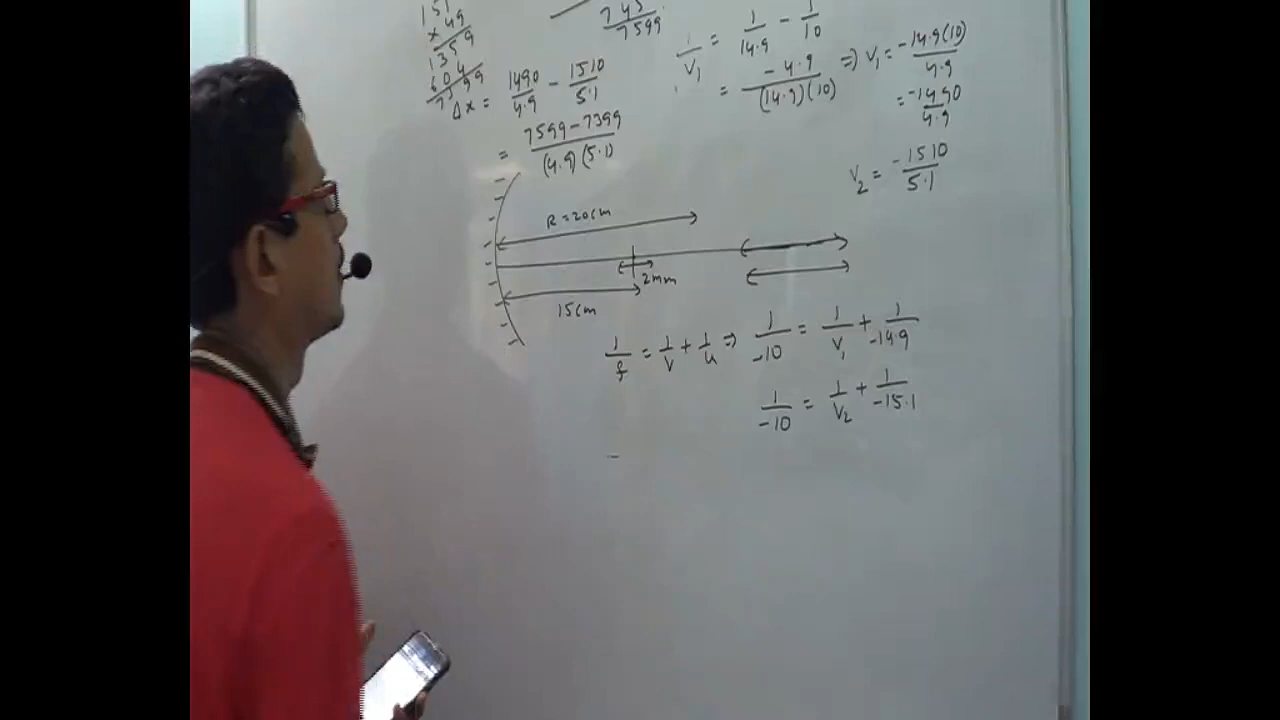 151
x 49
1359
604
7399
745
7599
Δx = 1490/4.9 - 1510/5.1
= 7599-7399/(4.9)(5.1)
1/V₁ = 1/14.9 - 1/10
= -4.9/(14.9)(10) ⇒ V₁ = -14.9(10)/4.9
= -1490/4.9
V₂ = -1510/5.1
R=20cm
2mm
15cm
1/f = 1/v + 1/u ⇒ 1/-10 = 1/V₁ + 1/-14.9
1/-10 = 1/V₂ + 1/-15.1